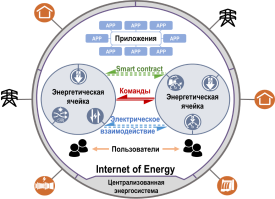 APP APP APP
APP Приложения APP
APP APP APP
Smart contract
Энергетическая
ячейка
Команды
Энергетическая
ячейка
Электрическое
взаимодействие
Пользователи
Internet of Energy
Централизованная
энергосистема